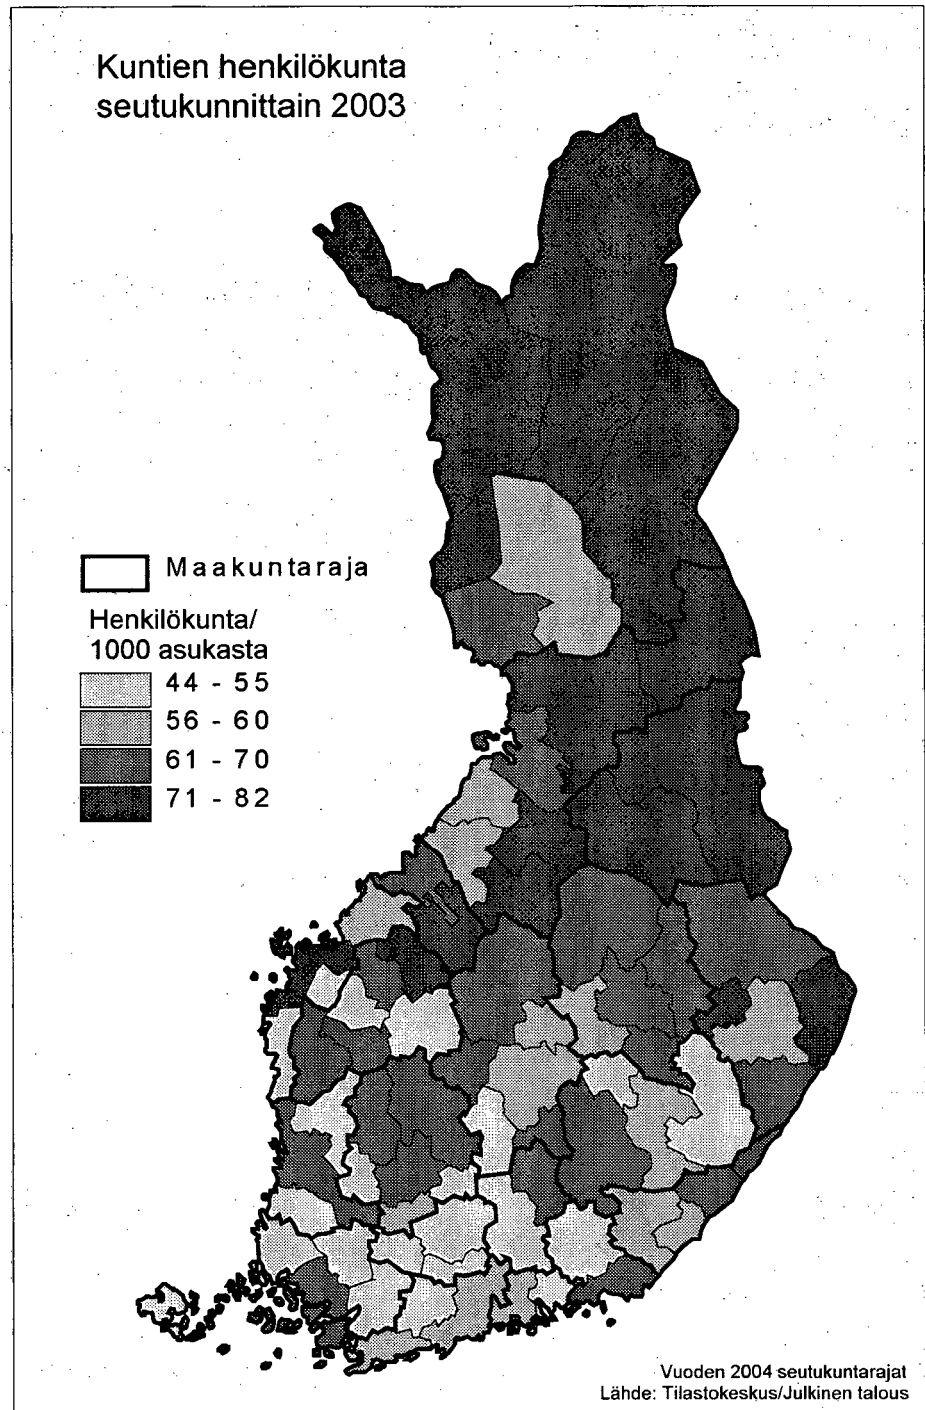 Kuntien henkilökunta
seutukunnittain 2003
Maakuntaraja
Henkilökunta/
1000 asukasta
44 - 55
56 - 60
61 - 70
71 - 82
Vuoden 2004 seutukuntarajat
Lähde: Tilastokeskus/Julkinen talous